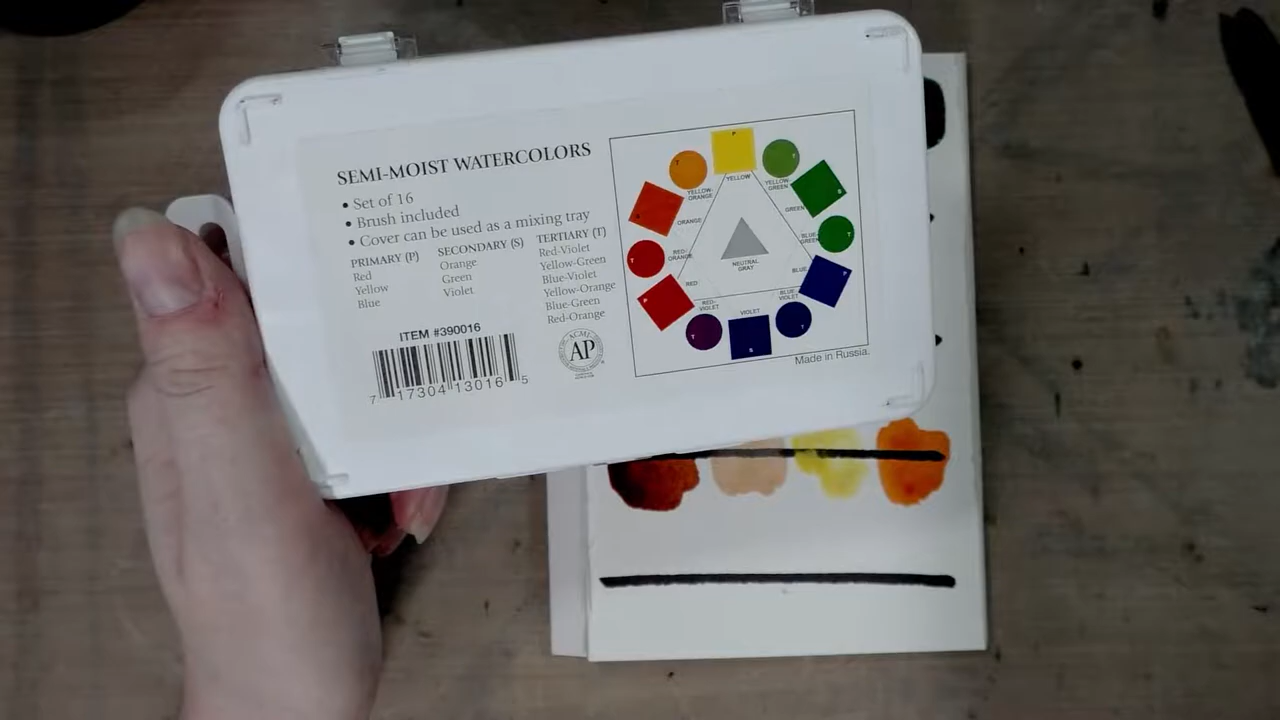 SEMI-MOIST WATERCOLORS
• Set of 16
• Brush included
• Cover can be used as a mixing tray
PRIMARY (P)
Red
Yellow
Blue
SECONDARY (S)
Orange
Green
Violet
TERTIARY (T)
Red-Violet
Yellow-Green
Blue-Violet
Yellow-Orange
Blue-Green
Red-Orange
ITEM #390016
7 17304 13016 5
ACMI
AP
P
YELLOW
T
YELLOW-
GREEN
S
GREEN
T
BLUE-
GREEN
P
BLUE
T
BLUE-
VIOLET
S
VIOLET
T
RED-
VIOLET
P
RED
T
RED-
ORANGE
ORANGE
T
YELLOW-
ORANGE
NEUTRAL
GRAY
Made in Russia.